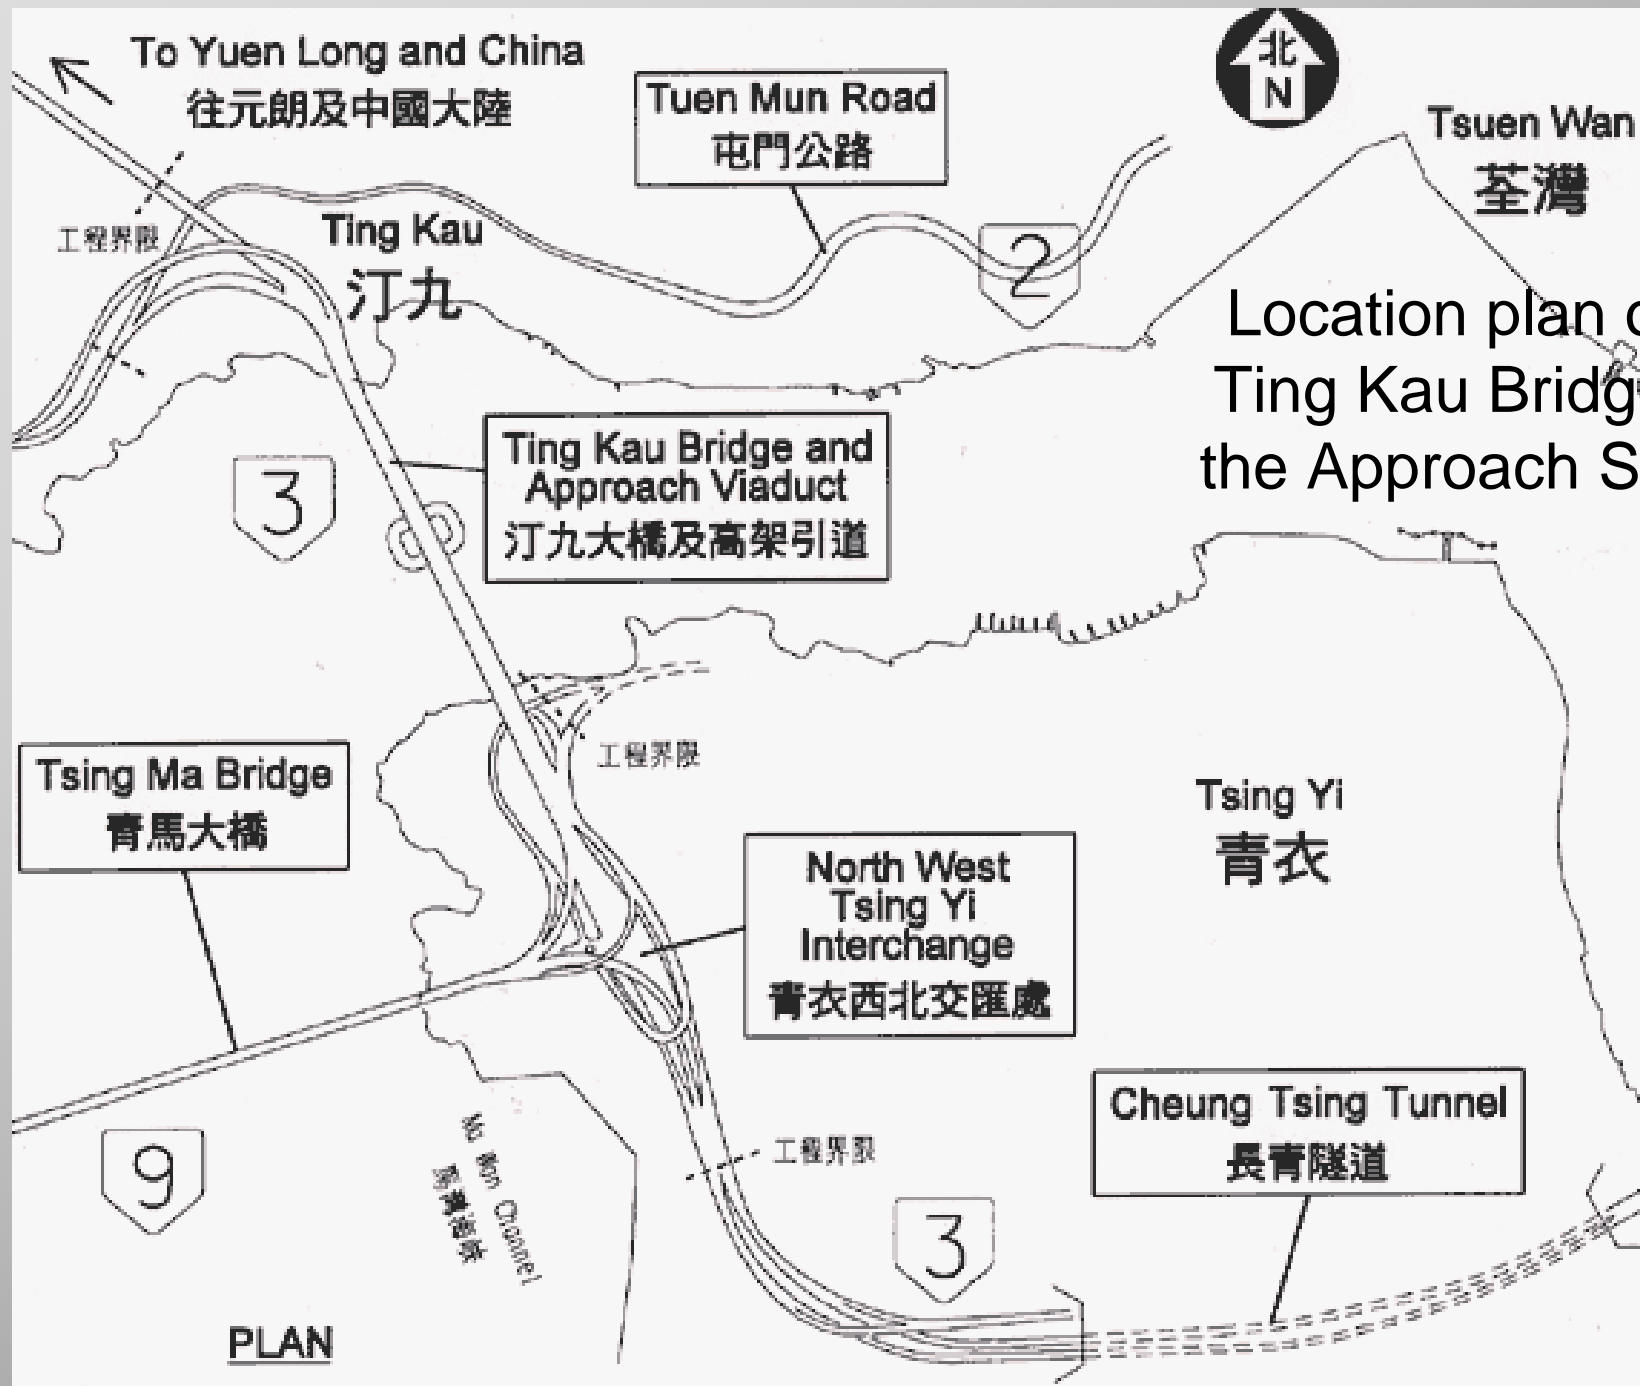 To Yuen Long and China
往元朗及中國大陸
Tuen Mun Road
屯門公路
北
N
Tsuen Wan
荃灣
工程界限
Ting Kau
汀九
2
Location plan
Ting Kau
the Approach
3
Ting Kau Bridge and
Approach Viaduct
汀九大橋及高架引道
工程界限
Tsing Ma Bridge
青馬大橋
Tsing Yi
青衣
North West
Tsing Yi
Interchange
青衣西北交匯處
Cheung Tsing Tunnel
長青隧道
9
Ma Wan Channel
馬灣海峽
工程界限
3
PLAN